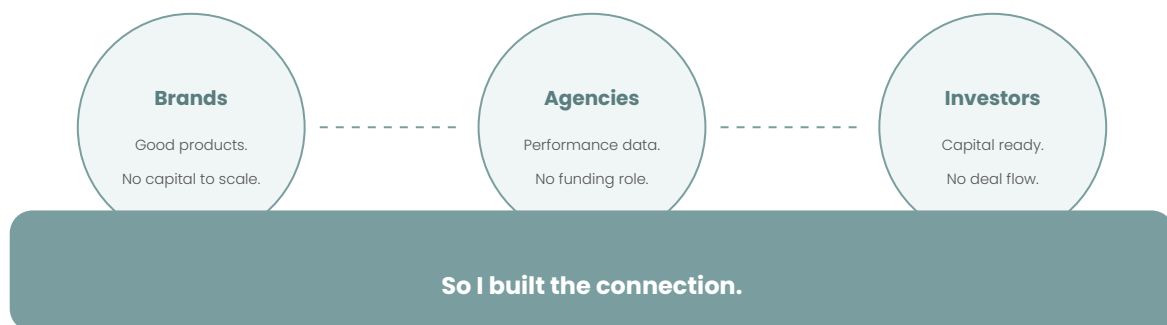 Brands
Good products.
No capital to scale.
Agencies
Performance data.
No funding role.
Investors
Capital ready.
No deal flow.
So I built the connection.